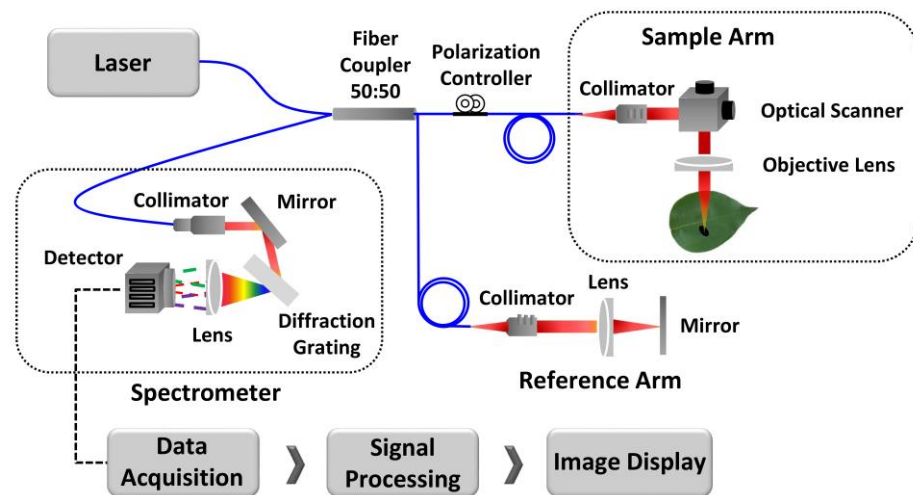 Laser
Fiber
Coupler
50:50
Polarization
Controller
Sample Arm
Collimator
Optical Scanner
Objective Lens
Collimator
Mirror
Detector
Lens
Diffraction
Grating
Spectrometer
Collimator
Lens
Mirror
Reference Arm
Data
Acquisition
Signal
Processing
Image Display